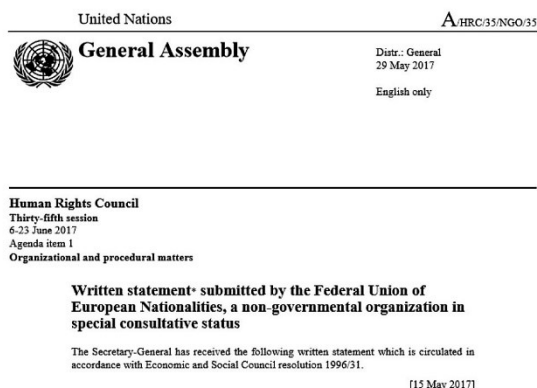 United Nations
A/HRC/35/NGO/35
General Assembly
Distr.: General
29 May 2017
English only
Human Rights Council
Thirty-fifth session
6-23 June 2017
Agenda item 1
Organizational and procedural matters
Written statement* submitted by the Federal Union of
European Nationalities, a non-governmental organization in
special consultative status
The Secretary-General has received the following written statement which is circulated in
accordance with Economic and Social Council resolution 1996/31.
[15 May 2017]